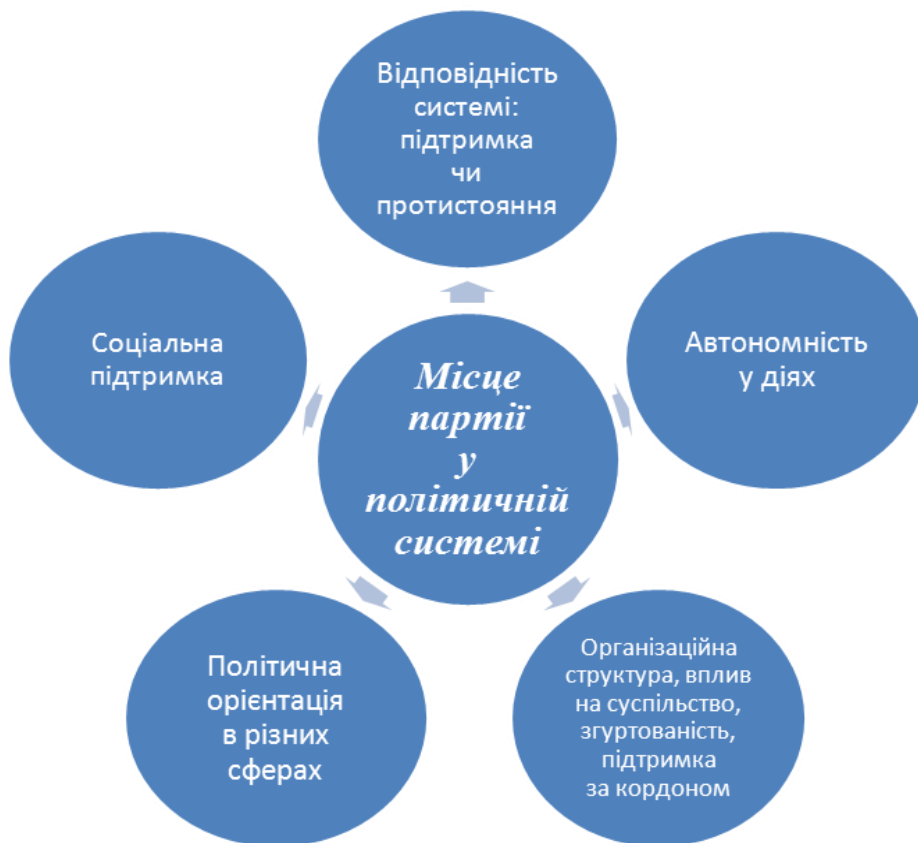 Відповідність
системі:
підтримка
чи
протистояння
Соціальна
підтримка
Автономність
у діях
Місце
партії
у
політичній
системі
Політична
орієнтація
в різних
сферах
Організаційна
структура, вплив
на суспільство,
згуртованість,
підтримка
за кордоном